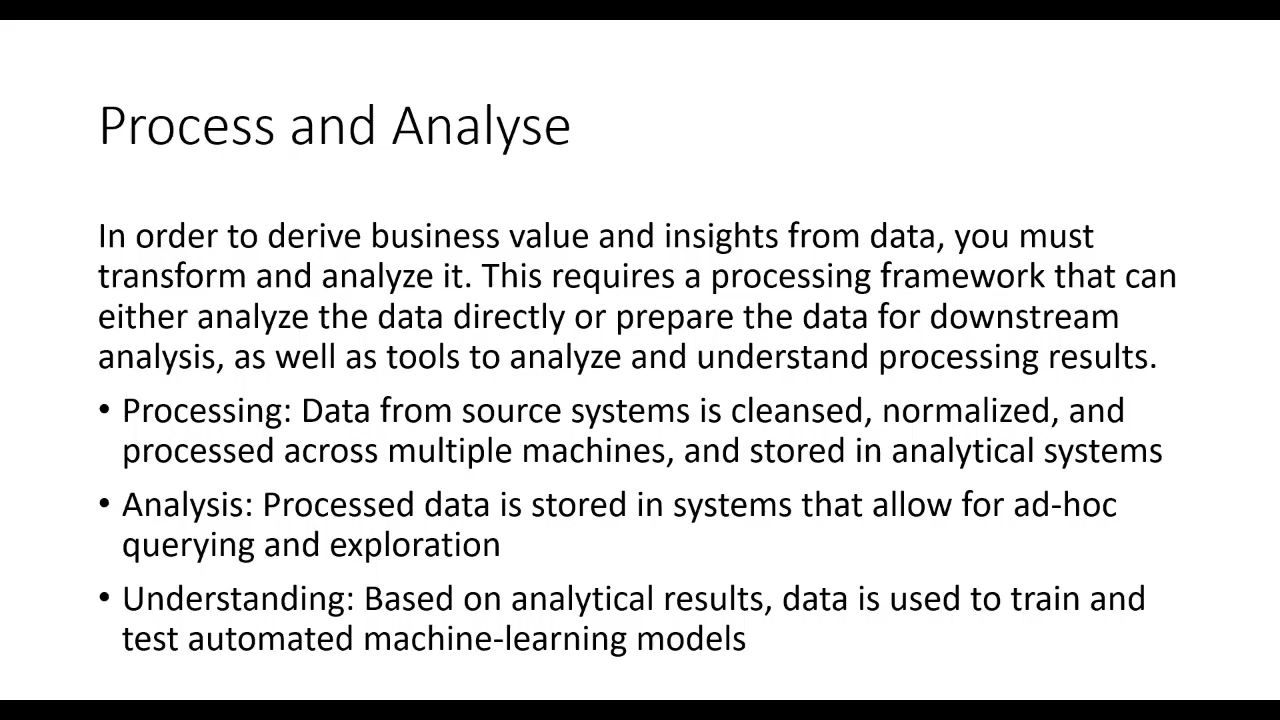 Process and Analyse
In order to derive business value and insights from data, you must
transform and analyze it. This requires a processing framework that can
either analyze the data directly or prepare the data for downstream
analysis, as well as tools to analyze and understand processing results.
• Processing: Data from source systems is cleansed, normalized, and
processed across multiple machines, and stored in analytical systems
• Analysis: Processed data is stored in systems that allow for ad-hoc
querying and exploration
• Understanding: Based on analytical results, data is used to train and
test automated machine-learning models